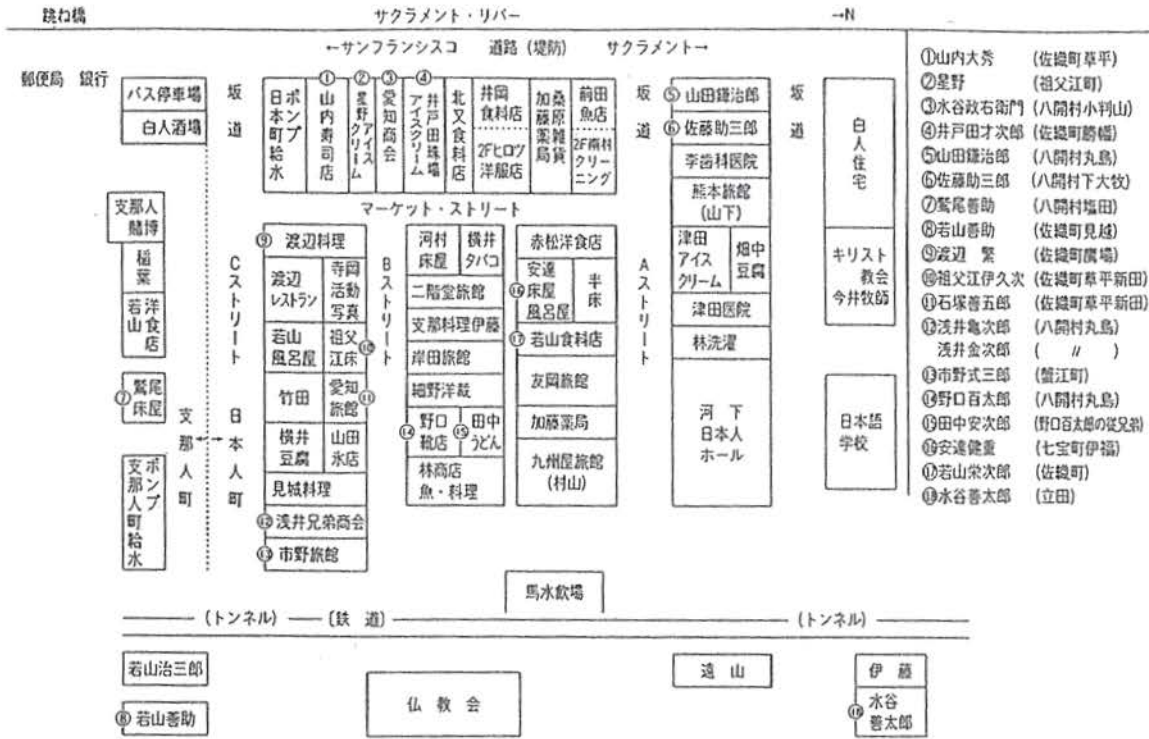 跳ね橋
サクラメント・リバー
→N
←サンフランシスコ 道路(堤防) サクラメント→
郵便局 銀行
バス停車場
白人酒場
坂道
日本町給水ポンプ
①山内寿司店
②星野アイスクリーム
③愛知商会
④井戸田珠場アイスクリーム
北又食料店
井岡食料店
2Fヒロツ洋服店
桑原雑貨
加藤薬局
前田魚店
2F南村クリーニング
坂道
⑤山田鎌治郎
⑥佐藤助三郎
李歯科医院
熊本旅館
(山下)
坂道
白人住宅
キリスト教会
今井牧師
日本語学校
マーケット・ストリート
支那人賭博
稲葉
若山洋食店
⑦鷲尾床屋
支那人町給水ポンプ
支那人町
←→
日本人町
Cストリート
⑨渡辺料理
渡辺レストラン
寺岡活動写真
若山風呂屋
祖父江床⑩
竹田
愛知旅館⑪
横井豆腐
山田氷店
見城料理
⑫浅井兄弟商会
⑬市野旅館
Bストリート
河村床屋
横井タバコ
二階堂旅館
支那料理伊藤
岸田旅館
細野洋裁
⑭野口靴店
⑮田中うどん
林商店
魚・料理
赤松洋食店
⑯安達床屋風呂屋
半床
⑰若山食料店
友岡旅館
加藤薬局
九州屋旅館
(村山)
Aストリート
津田アイスクリーム
畑中豆腐
津田医院
林洗濯
河下日本人ホール
馬水飲場
(トンネル) (鉄道) (トンネル)
若山治三郎
⑧若山善助
仏教会
遠山
伊藤
⑱水谷善太郎
①山内大秀 (佐織町草平)
②星野 (祖父江町)
③水谷政右衛門 (八開村小判山)
④井戸田才次郎 (佐織町勝幡)
⑤山田鎌治郎 (八開村丸島)
⑥佐藤助三郎 (八開村下大牧)
⑦鷲尾善助 (八開村塩田)
⑧若山善助 (佐織町見越)
⑨渡辺 繁 (佐織町鷹場)
⑩祖父江伊久次 (佐織町草平新田)
⑪石塚善五郎 (佐織町草平新田)
⑫浅井亀次郎 (八開村丸島)
浅井金次郎 ( 〃 )
⑬市野式三郎 (蟹江町)
⑭野口百太郎 (八開村丸島)
⑮田中安次郎 (野口百太郎の従兄弟)
⑯安達健重 (七宝町伊福)
⑰若山栄次郎 (佐織町)
⑱水谷善太郎 (立田)